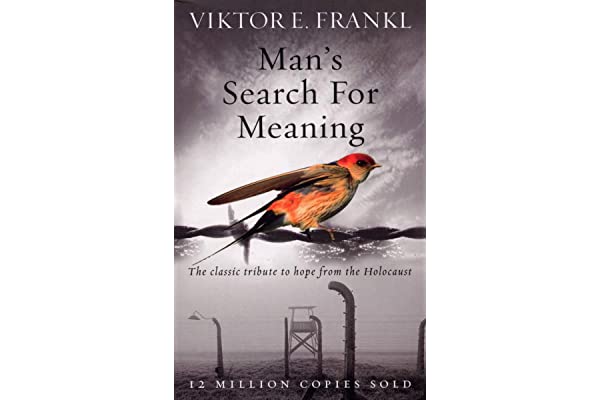 VIKTOR E. FRANKL
Man's
Search For
Meaning
The classic tribute to hope from the Holocaust
12 MILLION COPIES SOLD